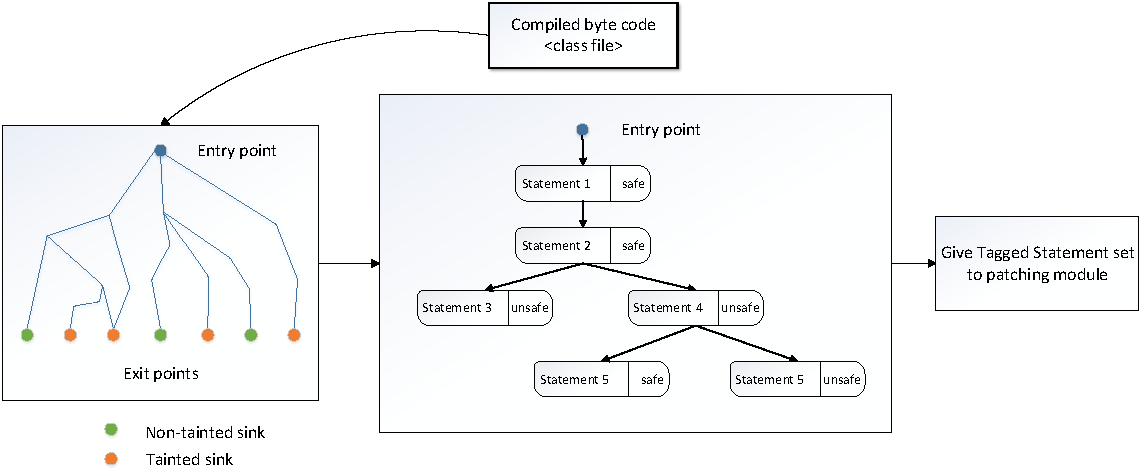 Compiled byte code
<class file>
Entry point
Exit points
Non-tainted sink
Tainted sink
Entry point
Statement 1 safe
Statement 2 safe
Statement 3 unsafe
Statement 4 unsafe
Statement 5 safe
Statement 5 unsafe
Give Tagged Statement set
to patching module